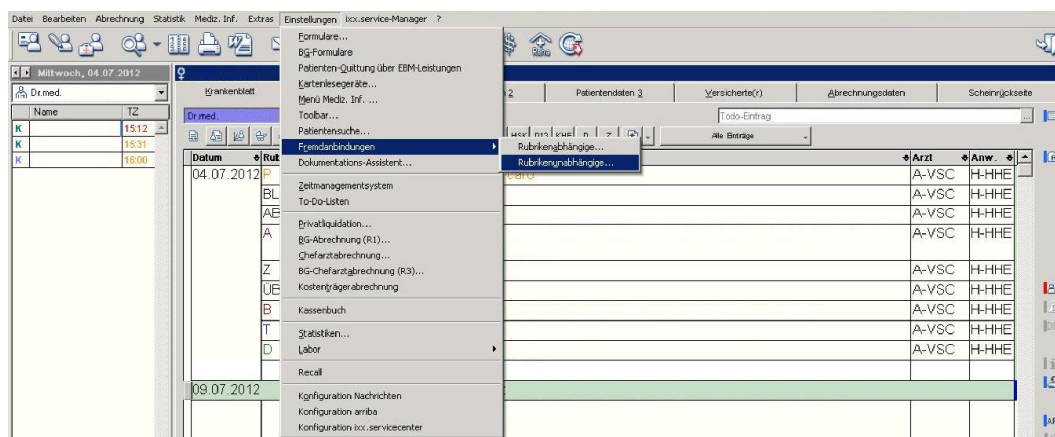 Datei Bearbeiten Abrechnung Statistik Mediz. Inf. Extras Einstellungen ixx.service-Manager ?
Mittwoch, 04.07.2012
Dr.med.
Name TZ
K 15:12
K 15:31
K 16:00
Formulare...
BG-Formulare
Patienten-Quittung über EBM-Leistungen
Kartenlesegeräte...
Menü Mediz. Inf. ...
Toolbar...
Patientensuche...
Fremdanbindungen
Dokumentations-Assistent...
Zeitmanagementsystem
To-Do-Listen
Privatliquidation...
BG-Abrechnung (R1)...
Chefarztabrechnung...
BG-Chefarztabrechnung (R3)...
Kostenträgerabrechnung
Kassenbuch
Statistiken...
Labor
Recall
Konfiguration Nachrichten
Konfiguration arriba
Konfiguration ixx.servicecenter
Rubrikenabhängige...
Rubrikenunabhängige...
Krankenblatt 2 Patientendaten 3 Versicherte(r) Abrechnungsdaten Scheinrückseite
Dr.med. Todo-Eintrag
HSK D13 KHE D Z Alle Einträge
Datum Rub Arzt Anw.
04.07.2012 P A-VSC H-HHE
BL A-VSC H-HHE
AB A-VSC H-HHE
A A-VSC H-HHE
Z A-VSC H-HHE
ÜB A-VSC H-HHE
B A-VSC H-HHE
T A-VSC H-HHE
D A-VSC H-HHE
09.07.2012